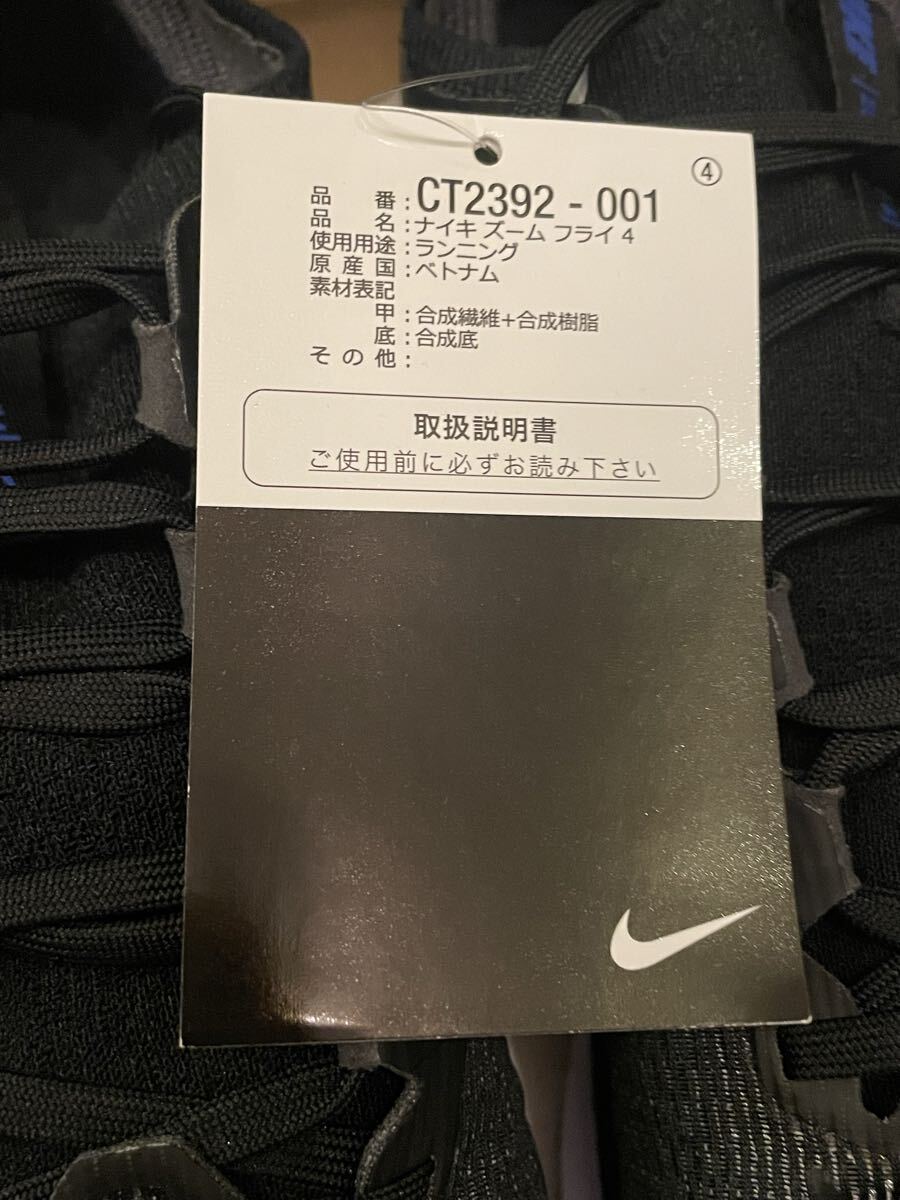 ④
品番:CT2392-001
品名:ナイキ ズーム フライ 4
使用用途:ランニング
原産国:ベトナム
素材表記
甲:合成繊維+合成樹脂
底:合成底
その他:
取扱説明書
ご使用前に必ずお読み下さい